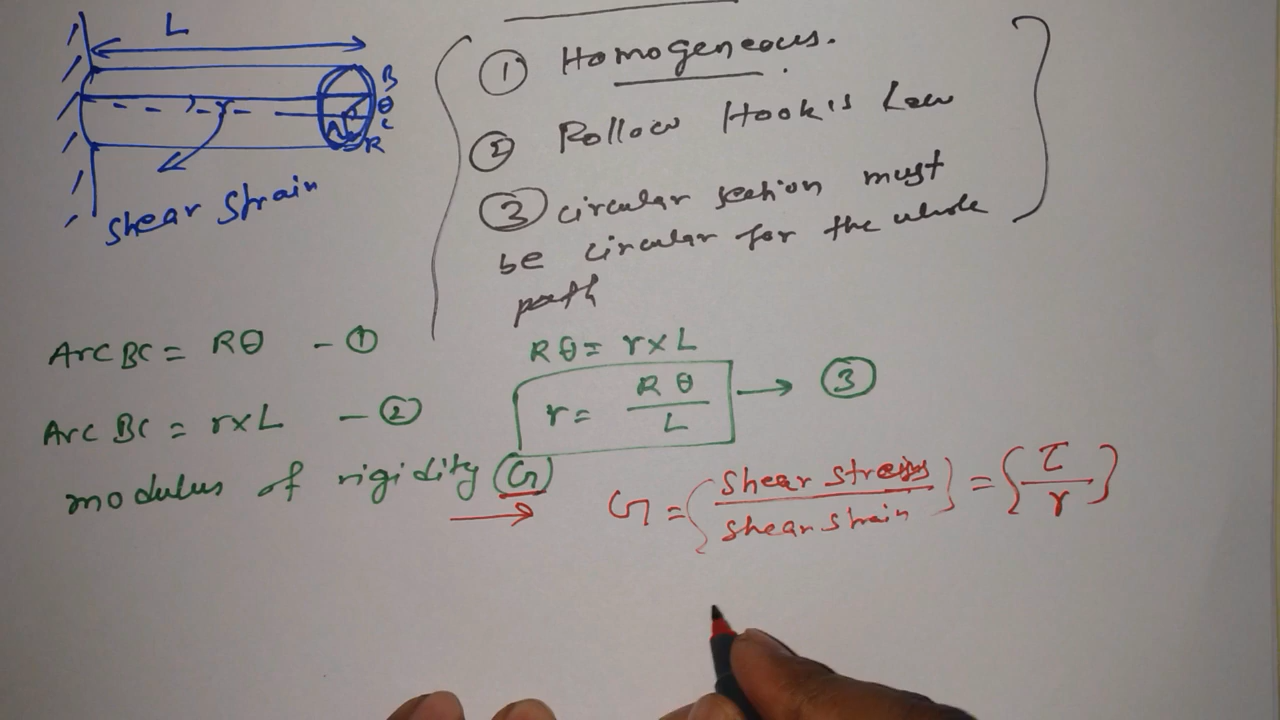 L
B
θ
C
R
Shear Strain
① Homogeneous.
② Follow Hook's Law
③ circular section must
be circular for the whole
path
Arc BC = Rθ - ①
Arc BC = r×L - ②
Rθ = r×L
r = Rθ/L → ③
modulus of rigidity (G)
G = {shear stress/shear strain} = {τ/r}